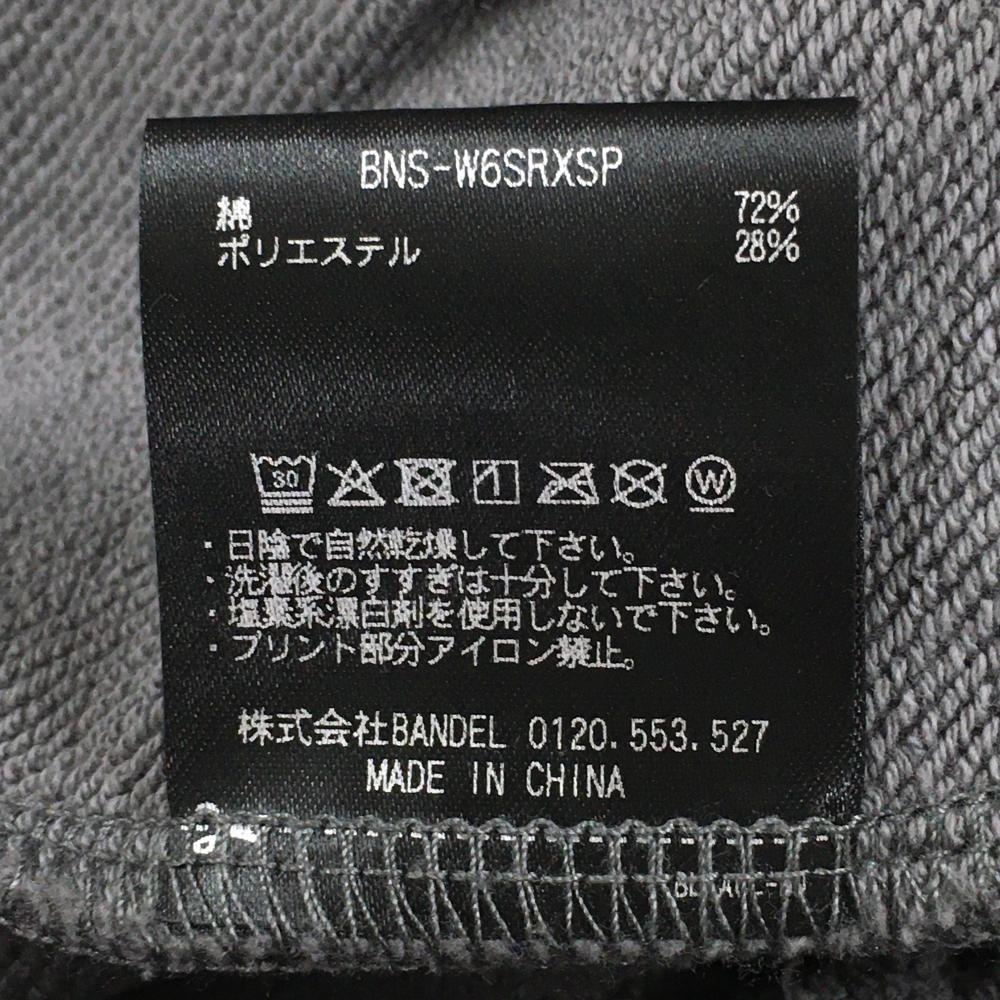 BNS-W6SRXSP
綿 72%
ポリエステル 28%
30 W
・日陰で自然乾燥して下さい。
・洗濯後のすすぎは十分して下さい。
・塩素系漂白剤を使用しないで下さい。
・プリント部分アイロン禁止。
株式会社BANDEL 0120.553.527
MADE IN CHINA